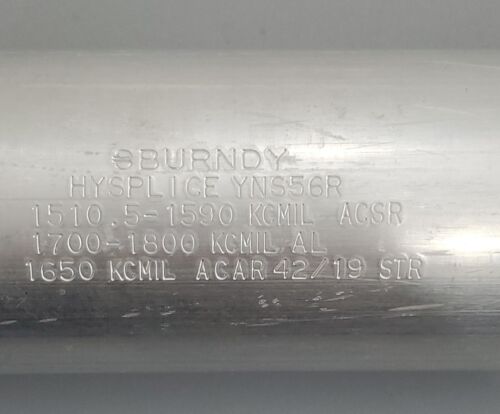 BURNDY
HYSPLICE YNS56R
1510.5-1590 KCMIL ACSR
1700-1800 KCMIL AL
1650 KCMIL ACAR 42/19 STR